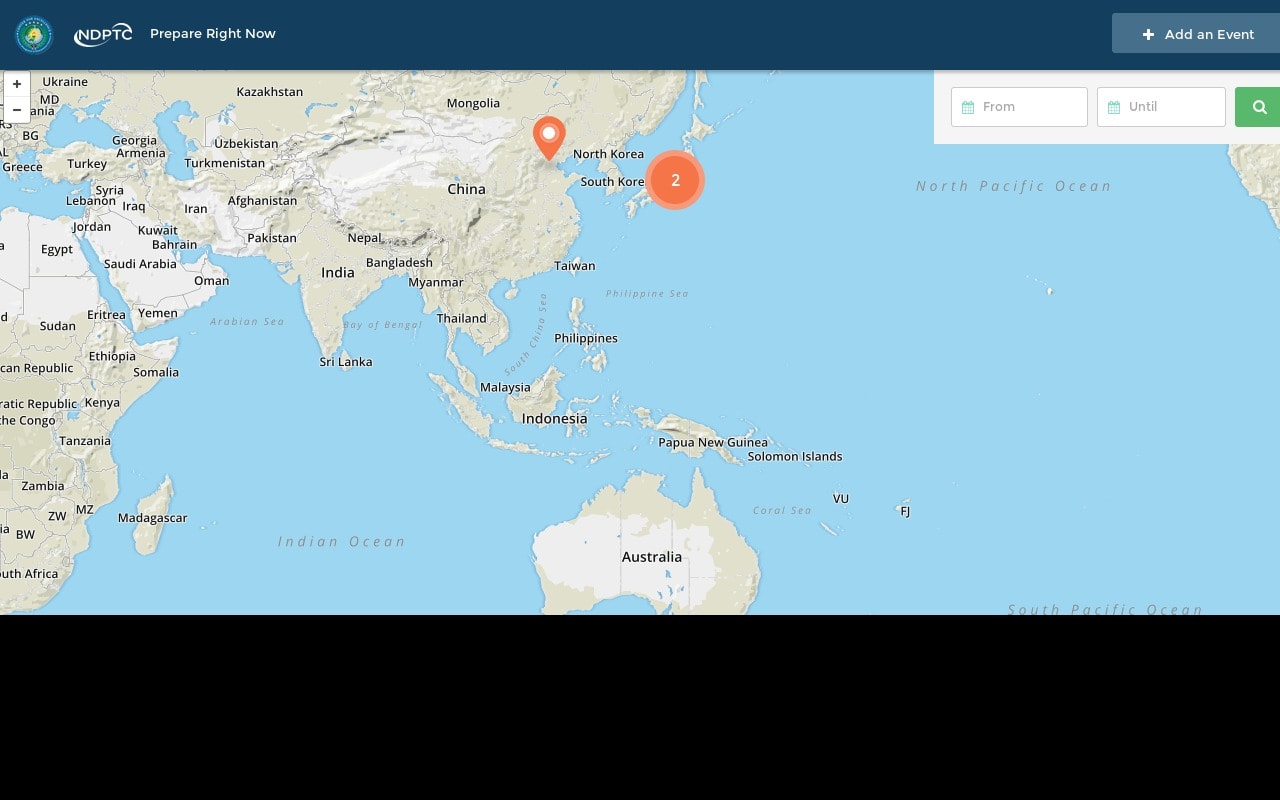 NDPTC
Prepare Right Now
+ Add an Event
+
−
From
Until
Ukraine
Kazakhstan
MD
Mongolia
BG
Georgia
Armenia
Uzbekistan
North Korea
Greece
Turkey
Turkmenistan
2
South Kore
China
North Pacific Ocean
Syria
Lebanon
Iraq
Iran
Afghanistan
Jordan
Kuwait
Pakistan
Nepal
Bahrain
Egypt
Saudi Arabia
Bangladesh
India
Taiwan
Oman
Myanmar
Philippine Sea
Eritrea
Yemen
Arabian Sea
Bay of Bengal
Thailand
South China Sea
Sudan
Philippines
Ethiopia
Sri Lanka
can Republic
Somalia
Malaysia
ratic Republic
the Congo
Kenya
Indonesia
Tanzania
Papua New Guinea
Solomon Islands
Zambia
VU
MZ
ZW
Madagascar
Coral Sea
FJ
BW
Indian Ocean
Australia
outh Africa
South Pacific Ocean